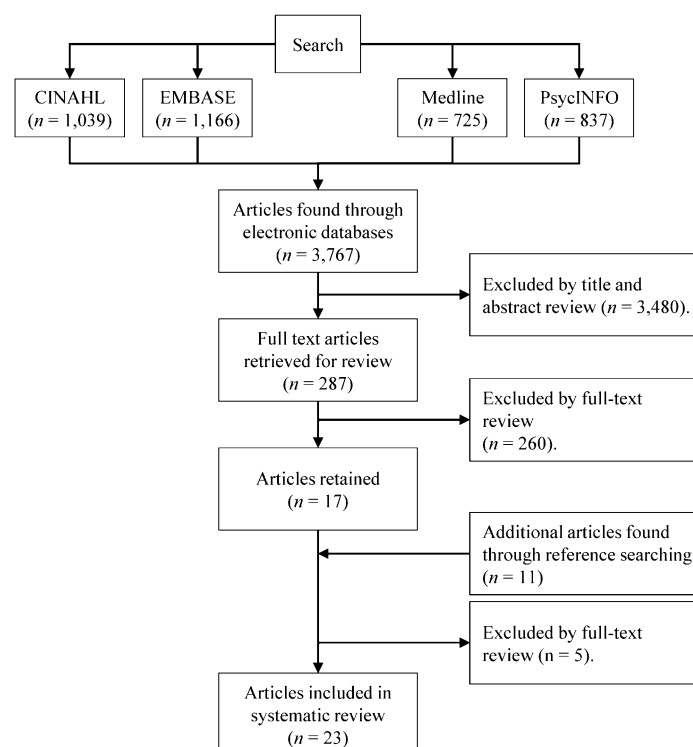 Search
CINAHL
(n = 1,039)
EMBASE
(n = 1,166)
Medline
(n = 725)
PsycINFO
(n = 837)
Articles found through
electronic databases
(n = 3,767)
Excluded by title and
abstract review (n = 3,480).
Full text articles
retrieved for review
(n = 287)
Excluded by full-text
review
(n = 260).
Articles retained
(n = 17)
Additional articles found
through reference searching
(n = 11)
Excluded by full-text
review (n = 5).
Articles included in
systematic review
(n = 23)